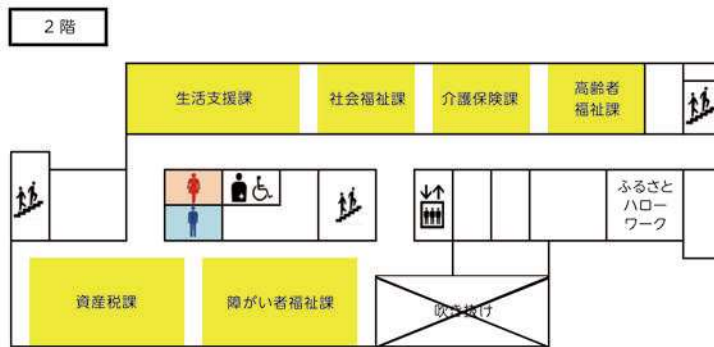 2階
生活支援課
社会福祉課
介護保険課
高齢者
福祉課
ふるさと
ハロー
ワーク
資産税課
障がい者福祉課
吹き抜け